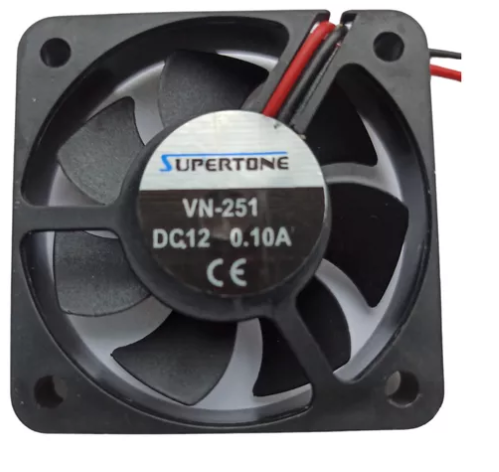 SUPERTONE
VN-251
DC12 0.10A
CE